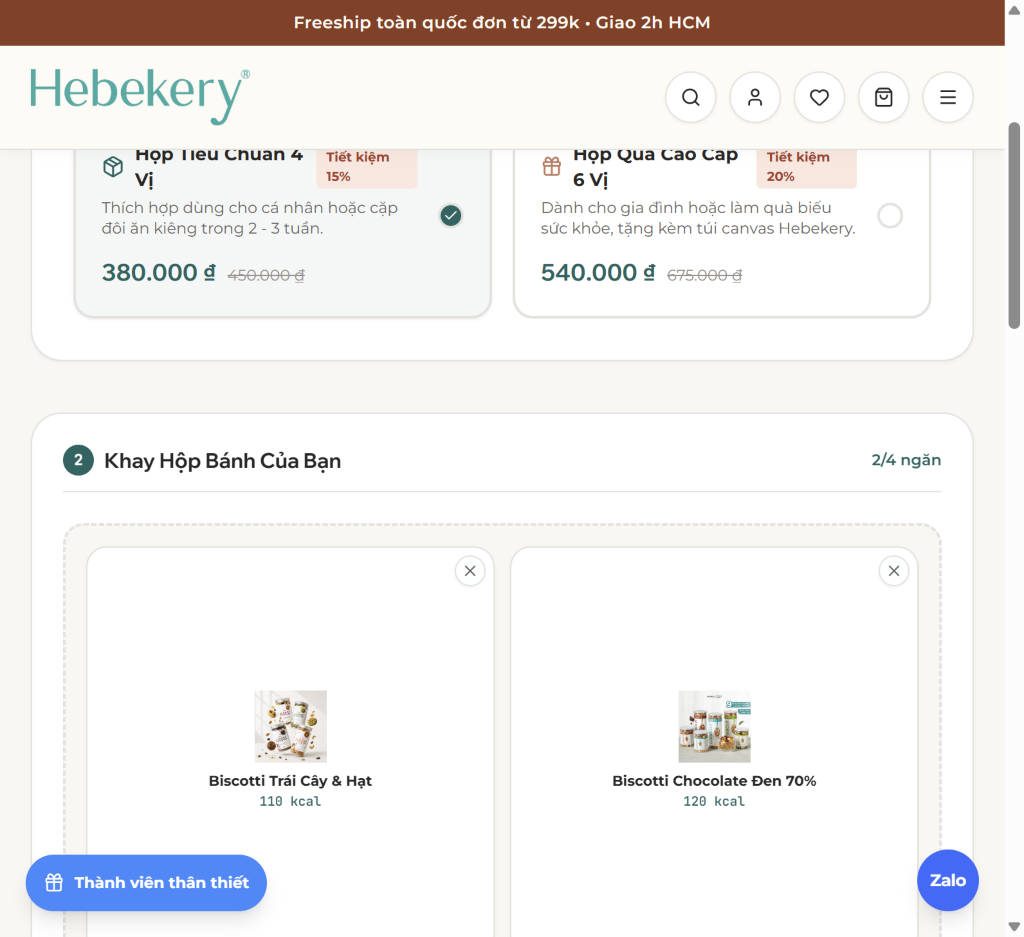 Freeship toàn quốc đơn từ 299k • Giao 2h HCM
Hebekery®
Hộp Tiêu Chuẩn 4
Vị
Tiết kiệm
15%
Thích hợp dùng cho cá nhân hoặc cặp
đôi ăn kiêng trong 2 - 3 tuần.
380.000 ₫ 450.000 ₫
Hộp Quà Cao Cấp
6 Vị
Tiết kiệm
20%
Dành cho gia đình hoặc làm quà biếu
sức khỏe, tặng kèm túi canvas Hebekery.
540.000 ₫ 675.000 ₫
2 Khay Hộp Bánh Của Bạn
2/4 ngăn
Biscotti Trái Cây & Hạt
110 kcal
Biscotti Chocolate Đen 70%
120 kcal
Thành viên thân thiết
Zalo